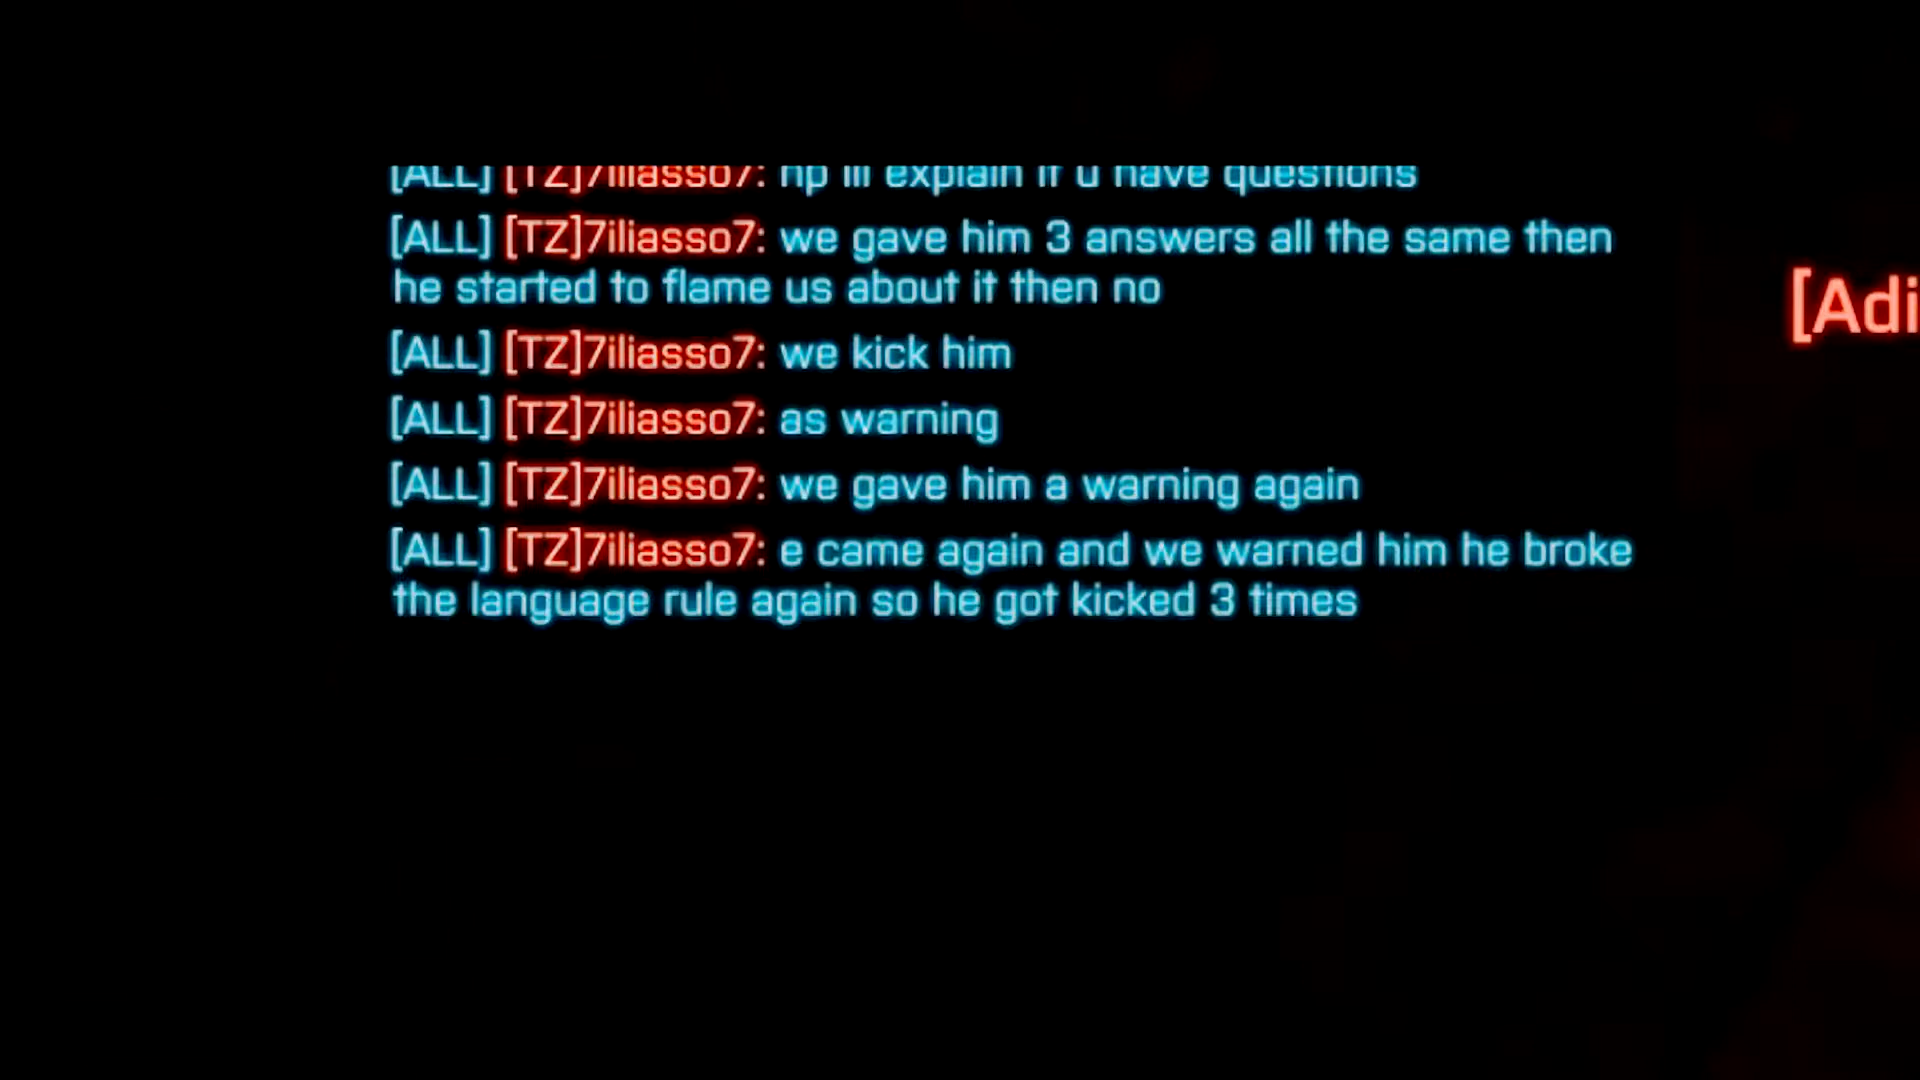 [ALL] [TZ]7iliasso7: np ill explain if u have questions
[ALL] [TZ]7iliasso7: we gave him 3 answers all the same then
he started to flame us about it then no
[ALL] [TZ]7iliasso7: we kick him
[ALL] [TZ]7iliasso7: as warning
[ALL] [TZ]7iliasso7: we gave him a warning again
[ALL] [TZ]7iliasso7: e came again and we warned him he broke
the language rule again so he got kicked 3 times
[Adi